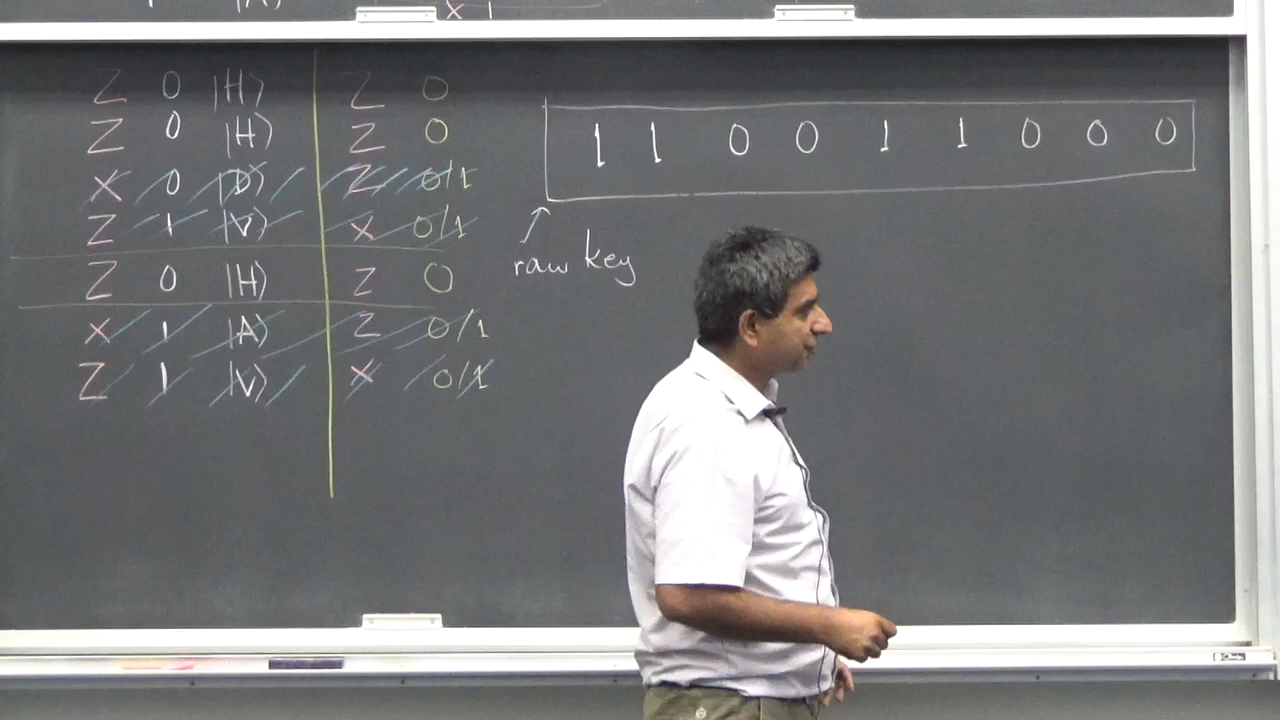 Z 0 |H⟩ Z 0
Z 0 |H⟩ Z 0
X 0 |D⟩ Z 0/1
Z 1 |V⟩ X 0/1
Z 0 |H⟩ Z 0
X 1 |A⟩ Z 0/1
Z 1 |V⟩ X 0/1
1 1 0 0 1 1 0 0 0
raw key